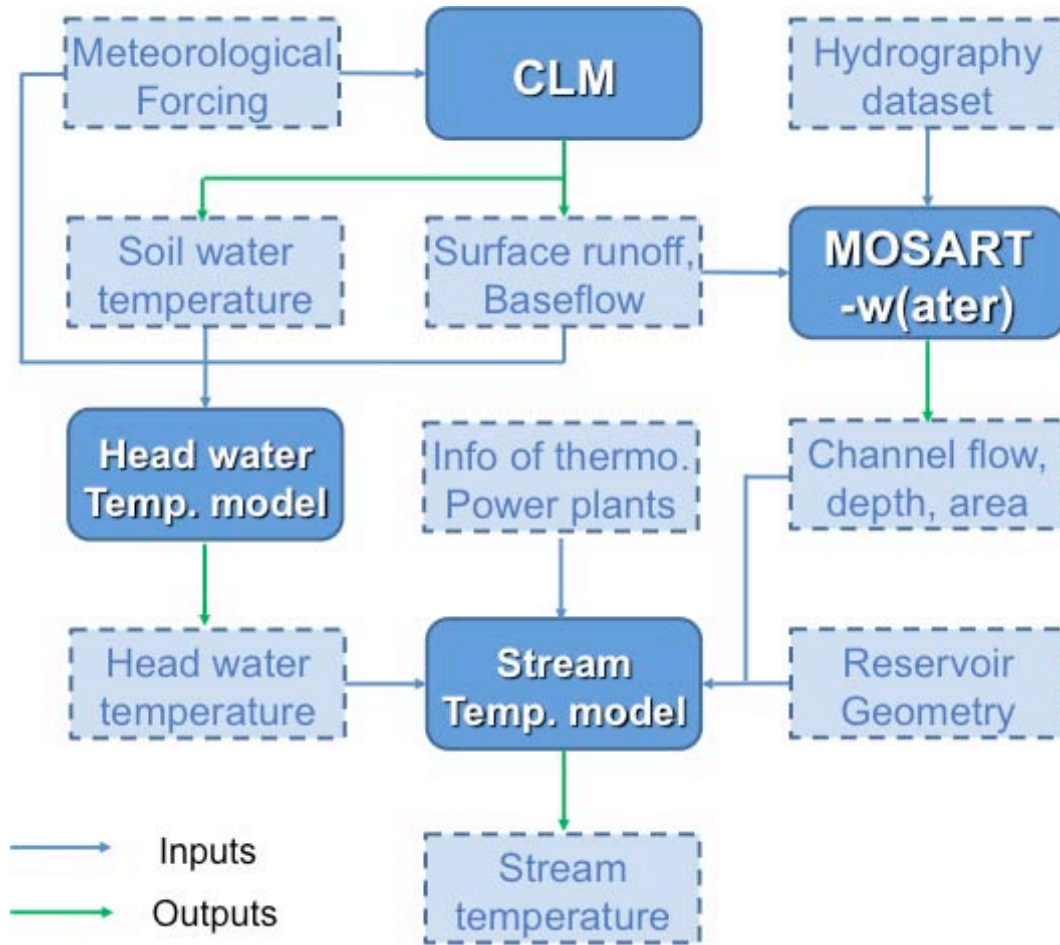 Meteorological
Forcing
CLM
Hydrography
dataset
Soil water
temperature
Surface runoff,
Baseflow
MOSART
-w(ater)
Head water
Temp. model
Info of thermo.
Power plants
Channel flow,
depth, area
Head water
temperature
Stream
Temp. model
Reservoir
Geometry
Inputs
Outputs
Stream
temperature